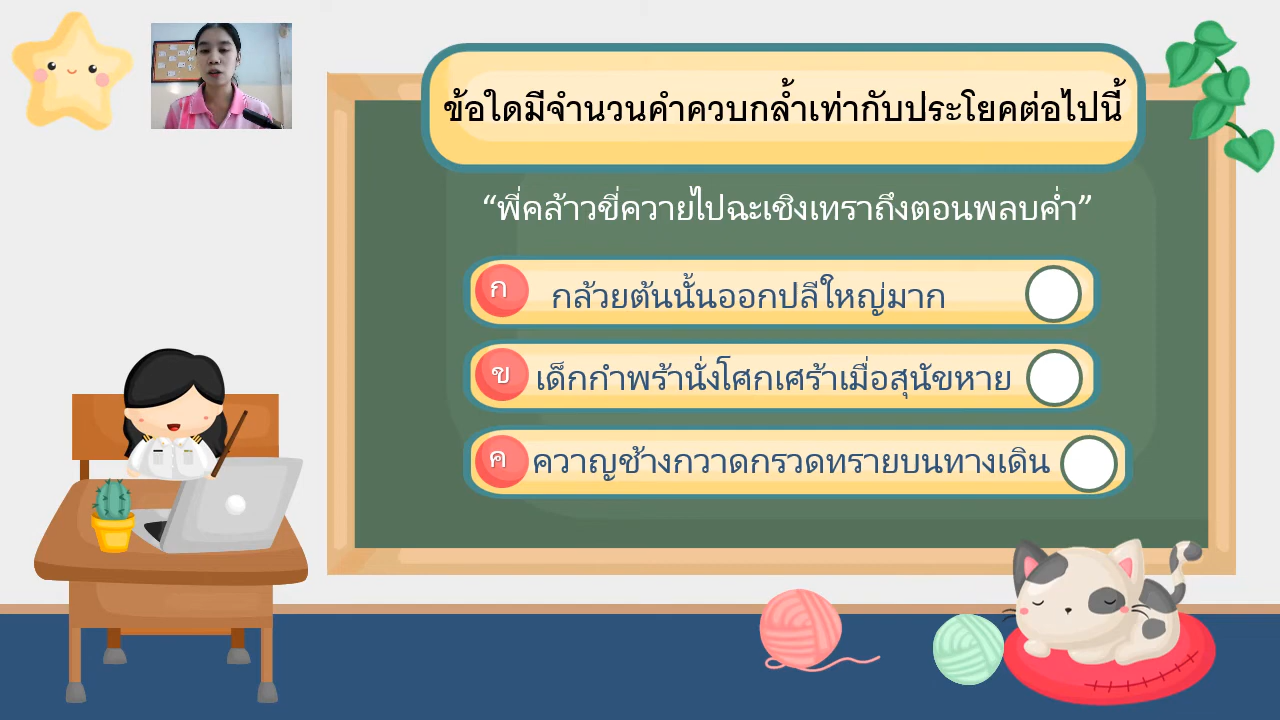 ข้อใดมีจำนวนคำควบกล้ำเท่ากับประโยคต่อไปนี้
“พี่คล้าวขี่ควายไปฉะเชิงเทราถึงตอนพลบค่ำ”
ก กล้วยต้นนั้นออกปลีใหญ่มาก
ข เด็กกำพร้านั่งโศกเศร้าเมื่อสุนัขหาย
ค ควาญช้างกวาดกรวดทรายบนทางเดิน